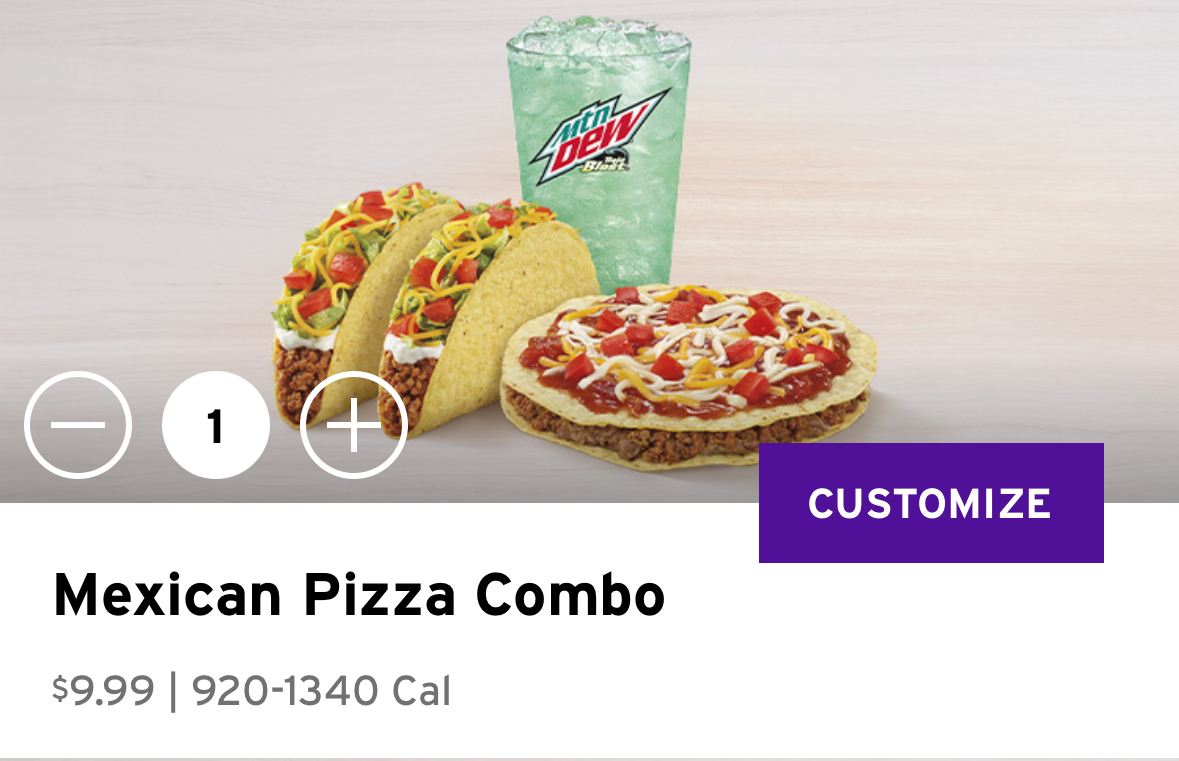 mtn
DEW
Baja
Blast
1
CUSTOMIZE
Mexican Pizza Combo
$9.99 | 920-1340 Cal